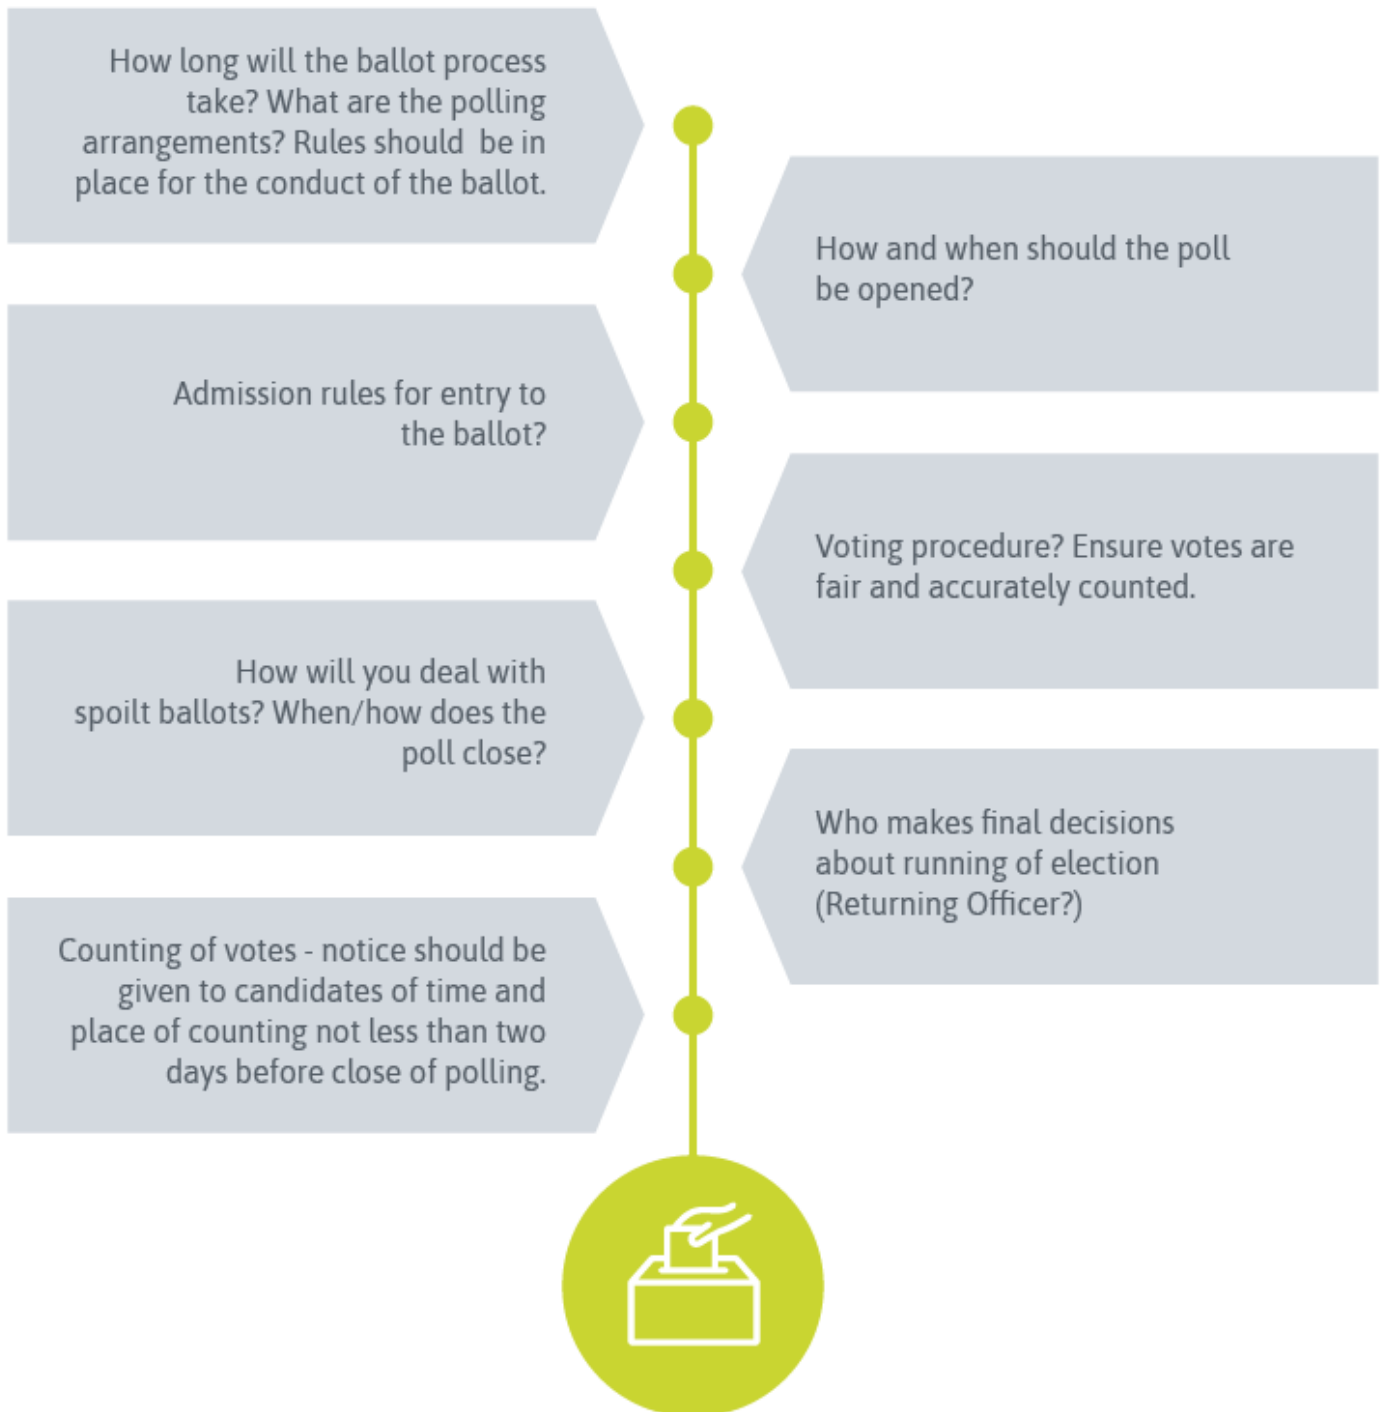 How long will the ballot process
take? What are the polling
arrangements? Rules should  be in
place for the conduct of the ballot.
How and when should the poll
be opened?
Admission rules for entry to
the ballot?
Voting procedure? Ensure votes are
fair and accurately counted.
How will you deal with
spoilt ballots? When/how does the
poll close?
Who makes final decisions
about running of election
(Returning Officer?)
Counting of votes - notice should be
given to candidates of time and
place of counting not less than two
days before close of polling.